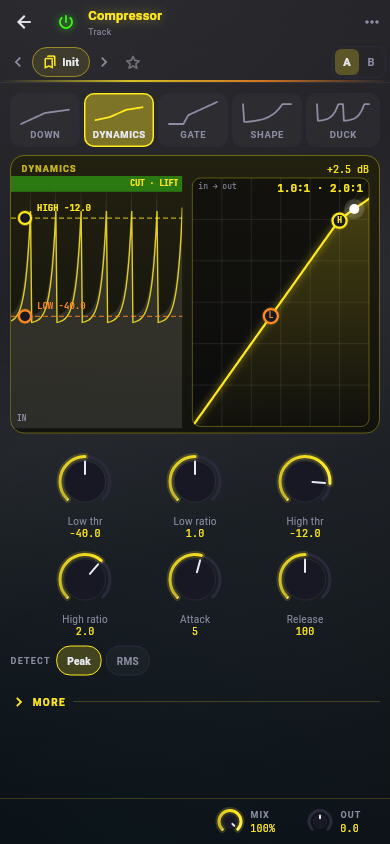 Compressor
Track
Init
A B
DOWN DYNAMICS GATE SHAPE DUCK
DYNAMICS +2.5 dB
CUT · LIFT
in → out 1.0:1 · 2.0:1
HIGH -12.0
H
LOW -40.0
L
IN
Low thr Low ratio High thr
-40.0 1.0 -12.0
High ratio Attack Release
2.0 5 100
DETECT Peak RMS
MORE
MIX OUT
100% 0.0